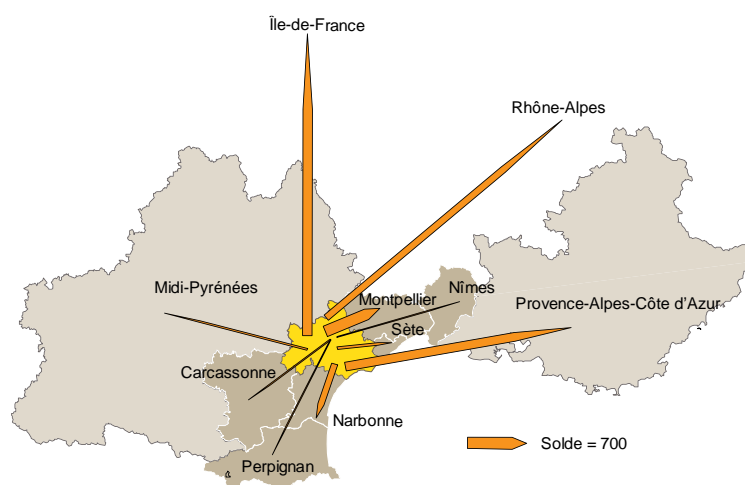 Île-de-France
Rhône-Alpes
Midi-Pyrénées
Nîmes
Montpellier
Provence-Alpes-Côte d'Azur
Sète
Carcassonne
Narbonne
Solde = 700
Perpignan